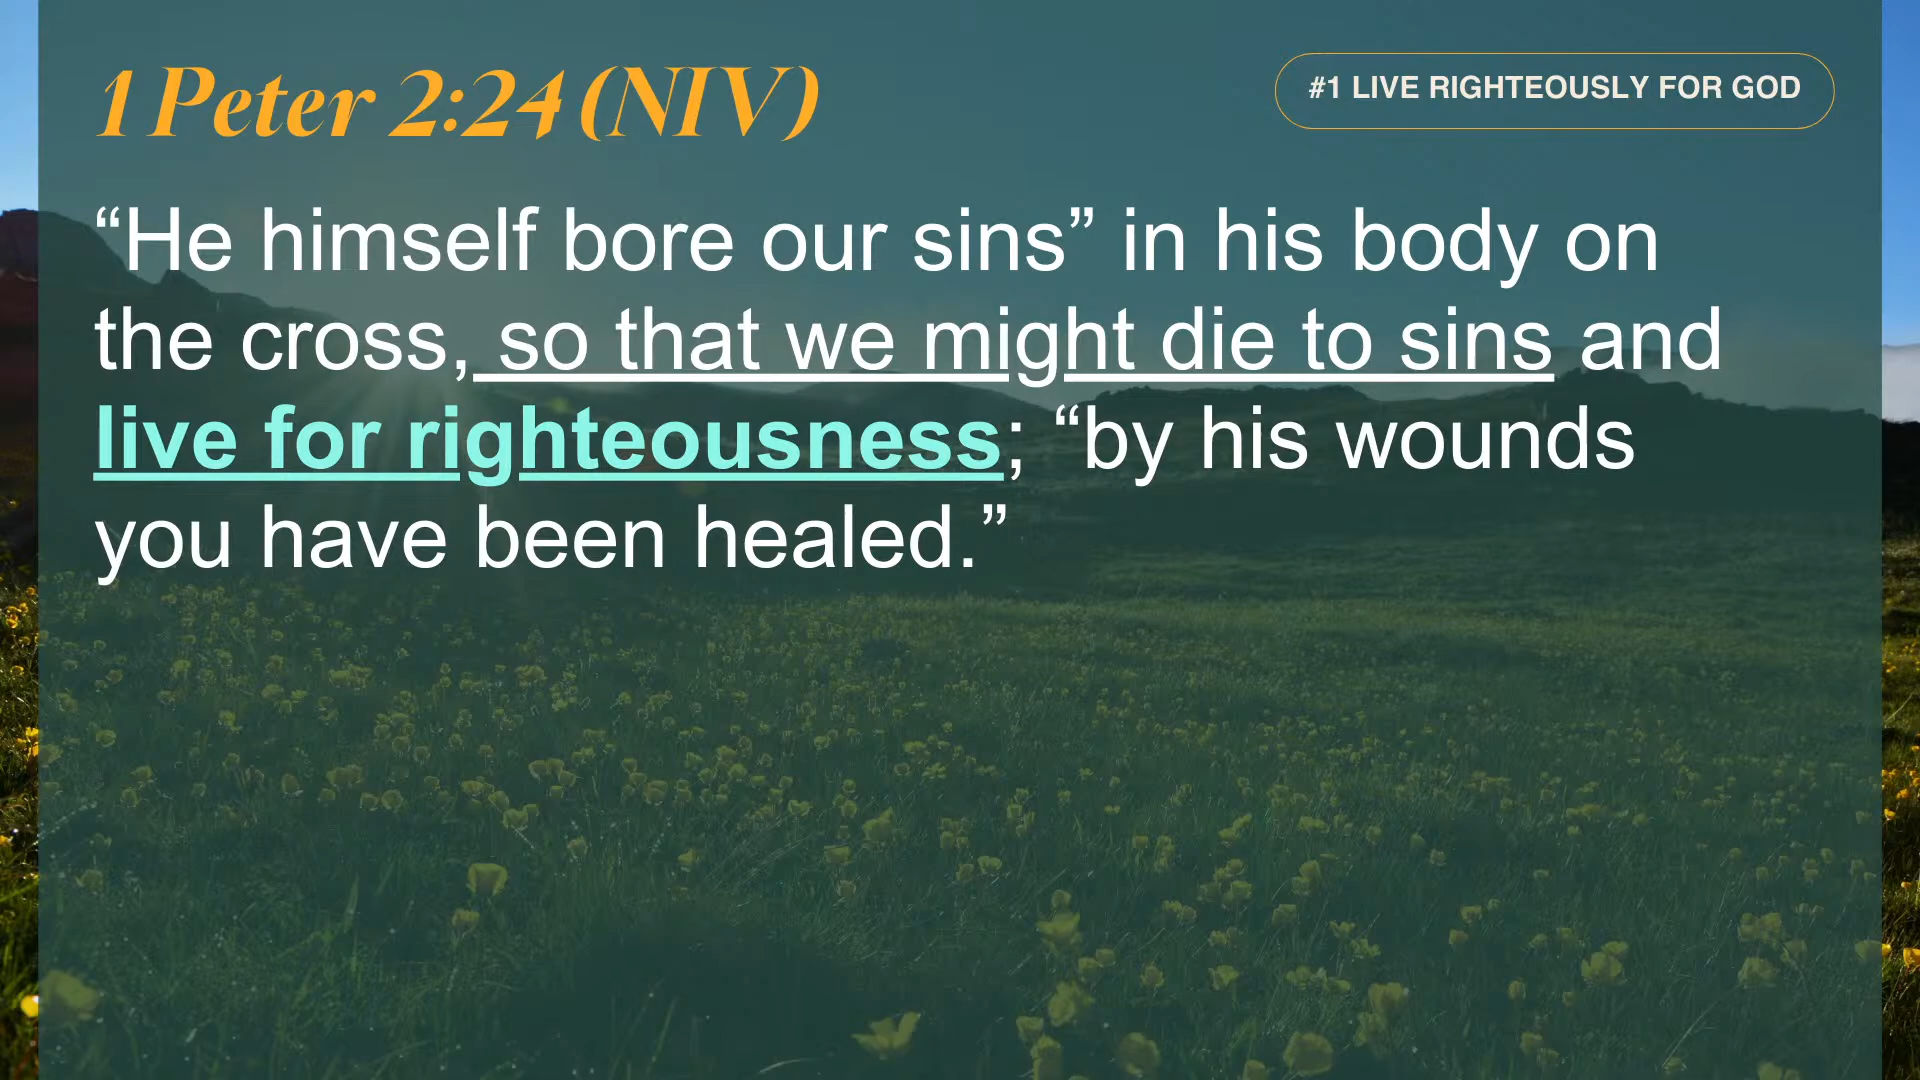 1 Peter 2:24 (NIV)
#1 LIVE RIGHTEOUSLY FOR GOD
“He himself bore our sins” in his body on
the cross, so that we might die to sins and
live for righteousness; “by his wounds
you have been healed.”